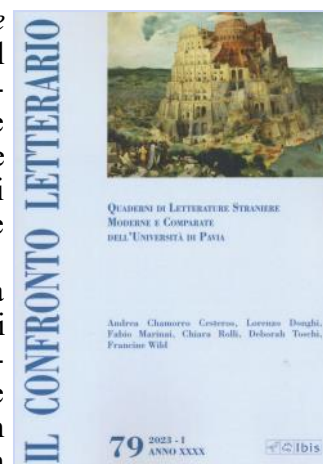 IL CONFRONTO LETTERARIO
QUADERNI DI LETTERATURE STRANIERE
MODERNE E COMPARATE
DELL'UNIVERSITÀ DI PAVIA
Andrea Chamorro Cesteros, Lorenzo Donghi,
Fabio Marinai, Chiara Rolli, Deborah Toschi,
Francine Wild
79 2023 - I
ANNO XXXX
Ibis